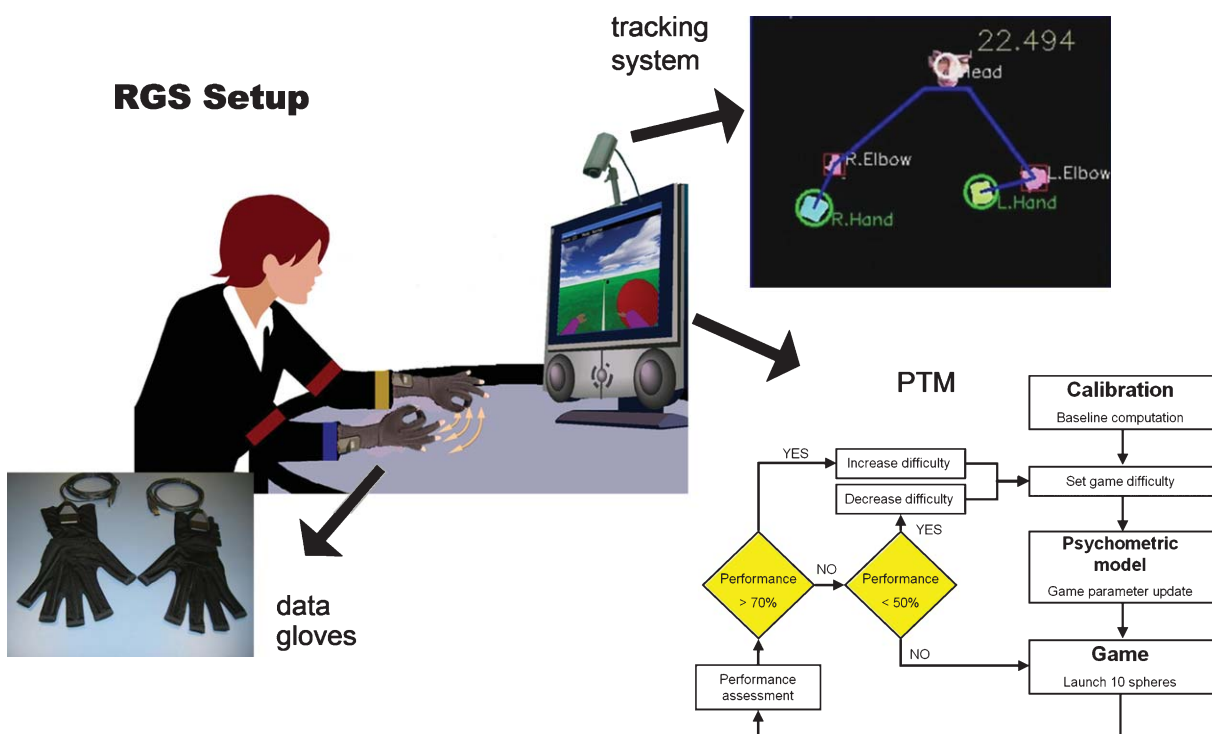 RGS Setup
tracking
system
22.494
Head
R.Elbow
L.Elbow
R.Hand
L.Hand
data
gloves
PTM
Calibration
Baseline computation
YES
Increase difficulty
Decrease difficulty
Set game difficulty
YES
Performance
> 70%
NO
Performance
< 50%
Psychometric
model
Game parameter update
NO
Game
Launch 10 spheres
Performance
assessment